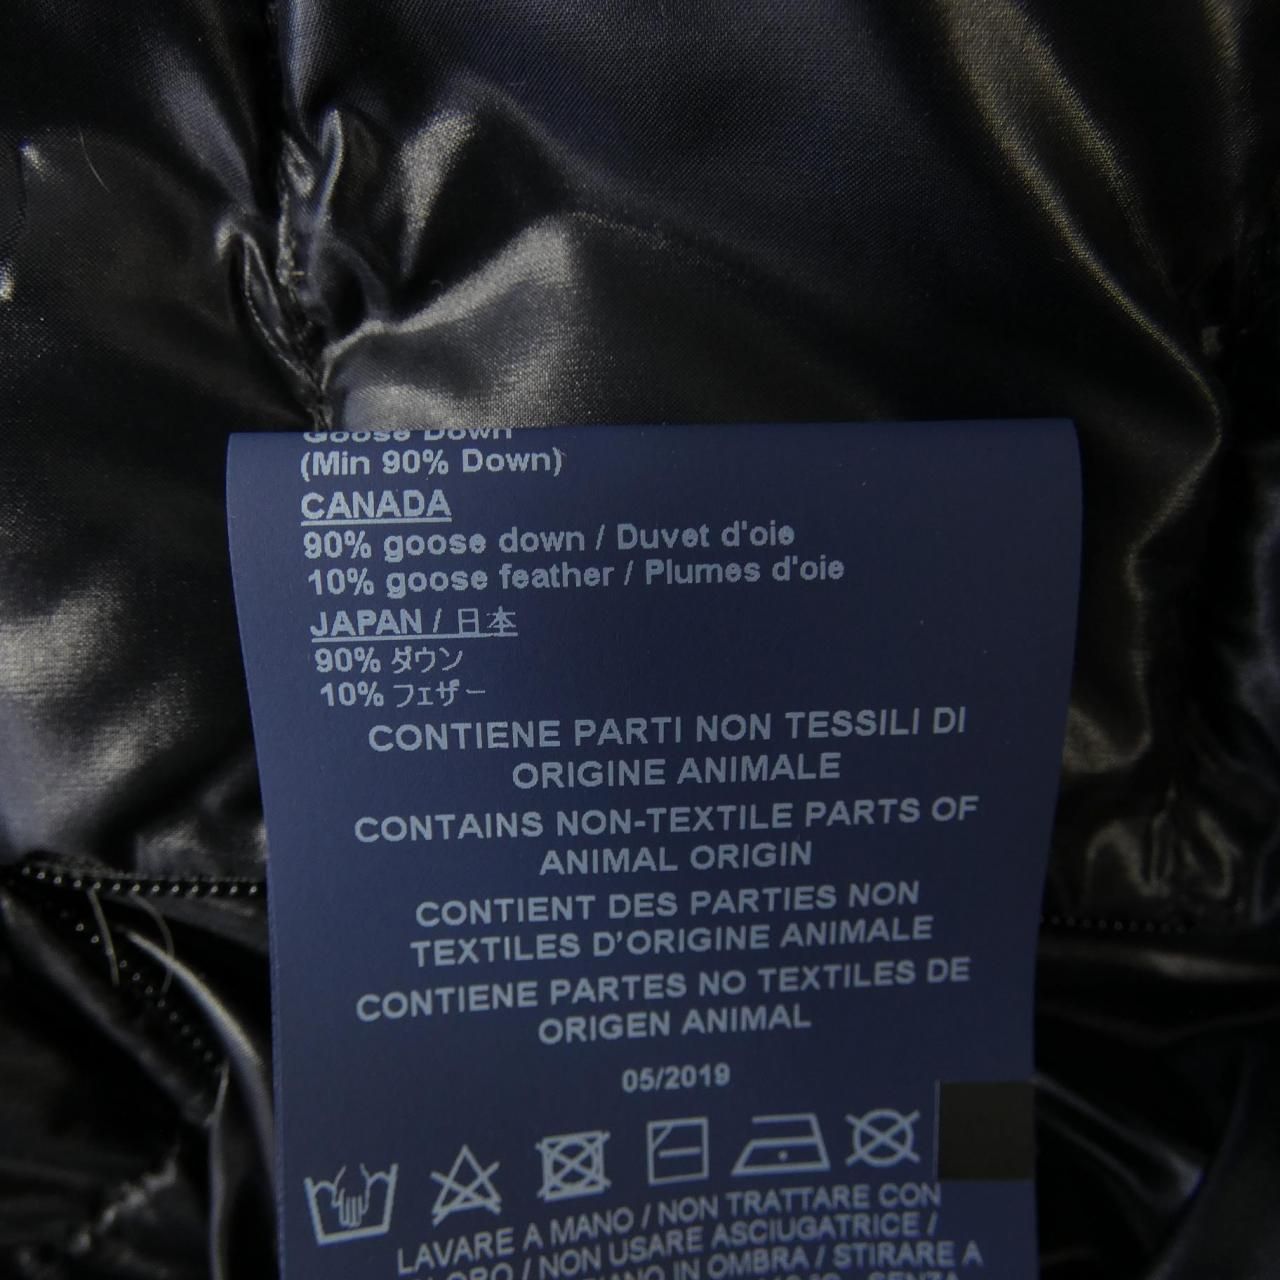 Goose Down
(Min 90% Down)
CANADA
90% goose down / Duvet d'oie
10% goose feather / Plumes d'oie
JAPAN / 日本
90% ダウン
10% フェザー
CONTIENE PARTI NON TESSILI DI
ORIGINE ANIMALE
CONTAINS NON-TEXTILE PARTS OF
ANIMAL ORIGIN
CONTIENT DES PARTIES NON
TEXTILES D'ORIGINE ANIMALE
CONTIENE PARTES NO TEXTILES DE
ORIGEN ANIMAL
05/2019
LAVARE A MANO / NON TRATTARE CON
/ NON USARE ASCIUGATRICE /
IN OMBRA / STIRARE A